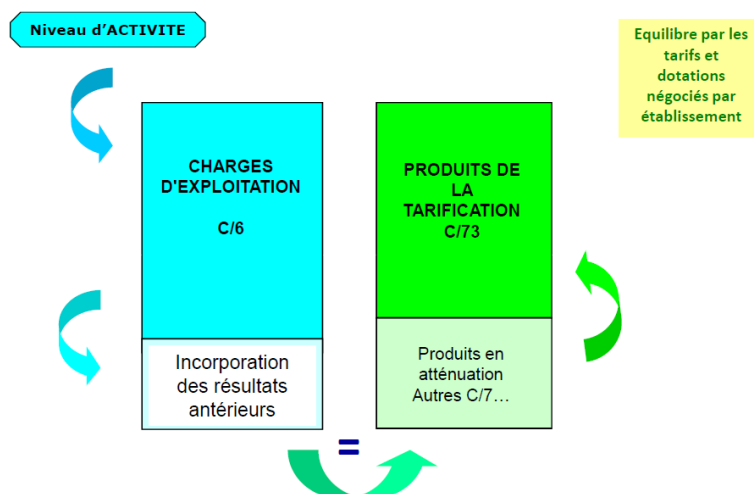 Niveau d'ACTIVITE
Equilibre par les
tarifs et
dotations
négociés par
établissement
CHARGES
D'EXPLOITATION
C/6
PRODUITS DE
LA
TARIFICATION
C/73
Incorporation
des résultats
antérieurs
Produits en
atténuation
Autres C/7…
=